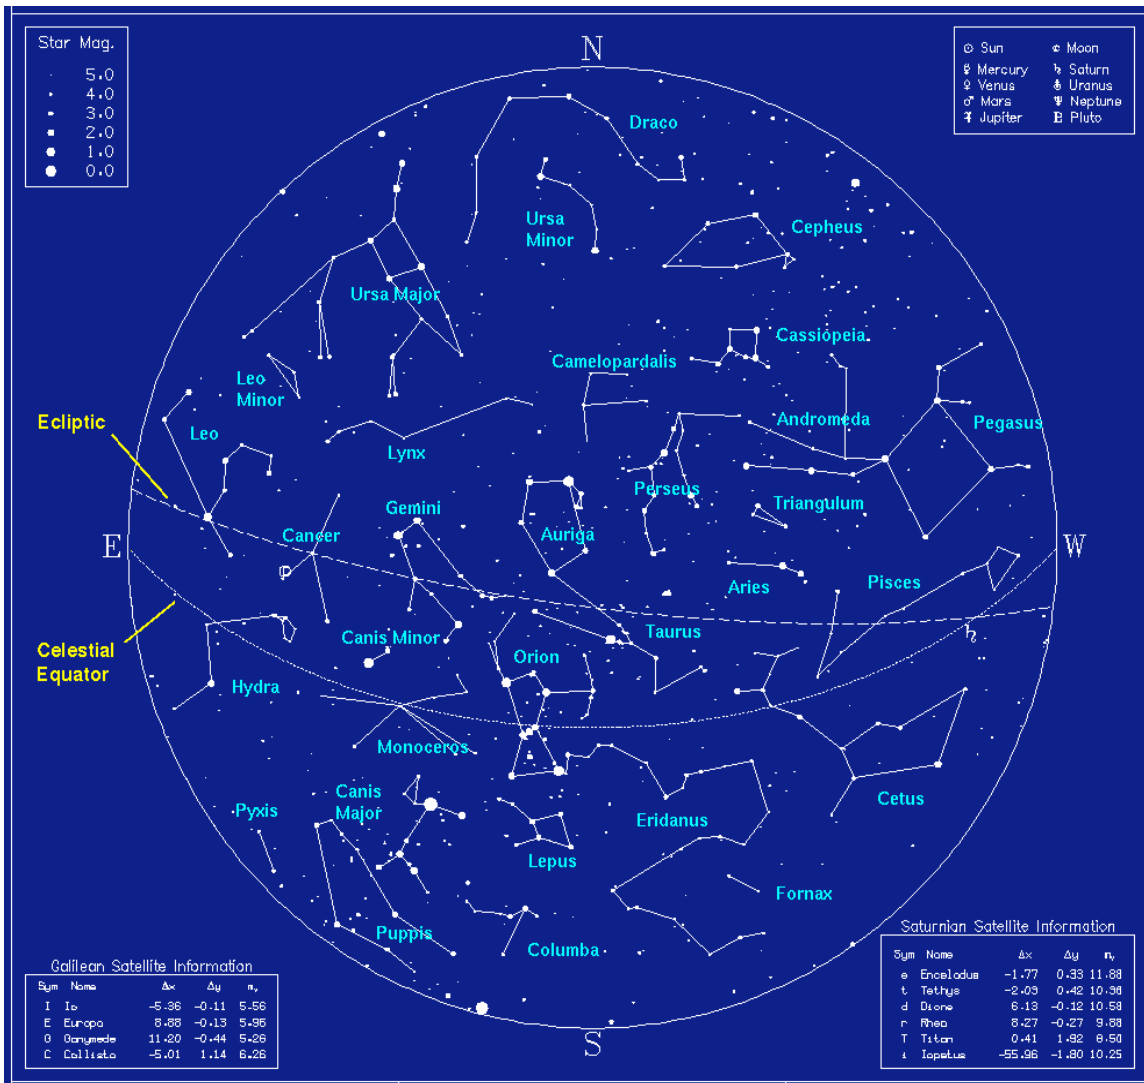 Star Mag.
5.0
4.0
3.0
2.0
1.0
0.0
N
☉ Sun
☾ Moon
☿ Mercury
♄ Saturn
♀ Venus
♅ Uranus
♂ Mars
♆ Neptune
♃ Jupiter
P Pluto
Draco
Ursa
Minor
Cepheus
Ursa Major
Cassiopeia
Camelopardalis
Leo
Minor
Ecliptic
Leo
Lynx
Andromeda
Pegasus
Perseus
Triangulum
Gemini
Auriga
Cancer
E
W
Aries
Pisces
Canis Minor
Taurus
Celestial
Equator
Orion
Hydra
Monoceros
Canis
Major
Pyxis
Cetus
Eridanus
Lepus
Fornax
Puppis
Columba
S
Galilean Satellite Information
Sym Name Δx Δy mv
I Io -5.36 -0.11 5.56
E Europa 8.88 -0.13 5.96
G Ganymede 11.20 -0.44 5.26
C Callisto -5.01 1.14 6.26
Saturnian Satellite Information
Sym Name Δx Δy mv
e Enceladus -1.77 0.33 11.88
t Tethys -2.09 0.42 10.38
d Dione 6.13 -0.12 10.58
r Rhea 8.27 -0.27 9.88
T Titan 0.41 1.92 8.50
i Iapetus -55.96 -1.80 10.25